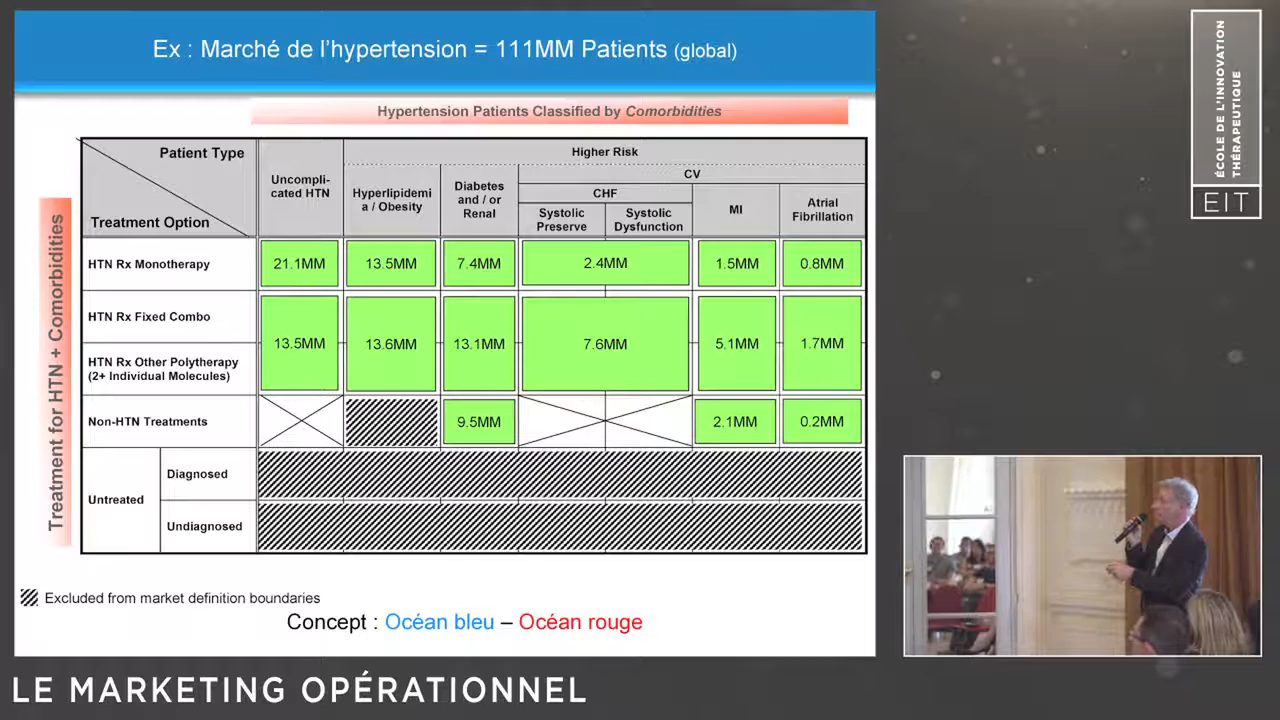 Ex : Marché de l'hypertension = 111MM Patients (global)
Hypertension Patients Classified by Comorbidities
Treatment for HTN + Comorbidities
Patient Type
Treatment Option
Uncompli-
cated HTN
Higher Risk
Hyperlipidemi
a / Obesity
Diabetes
and / or
Renal
CV
CHF
Systolic
Preserve
Systolic
Dysfunction
MI
Atrial
Fibrillation
HTN Rx Monotherapy
21.1MM
13.5MM
7.4MM
2.4MM
1.5MM
0.8MM
HTN Rx Fixed Combo
HTN Rx Other Polytherapy
(2+ Individual Molecules)
13.5MM
13.6MM
13.1MM
7.6MM
5.1MM
1.7MM
Non-HTN Treatments
9.5MM
2.1MM
0.2MM
Untreated
Diagnosed
Undiagnosed
Excluded from market definition boundaries
Concept : Océan bleu – Océan rouge
ÉCOLE DE L'INNOVATION
THÉRAPEUTIQUE
EIT
LE MARKETING OPÉRATIONNEL